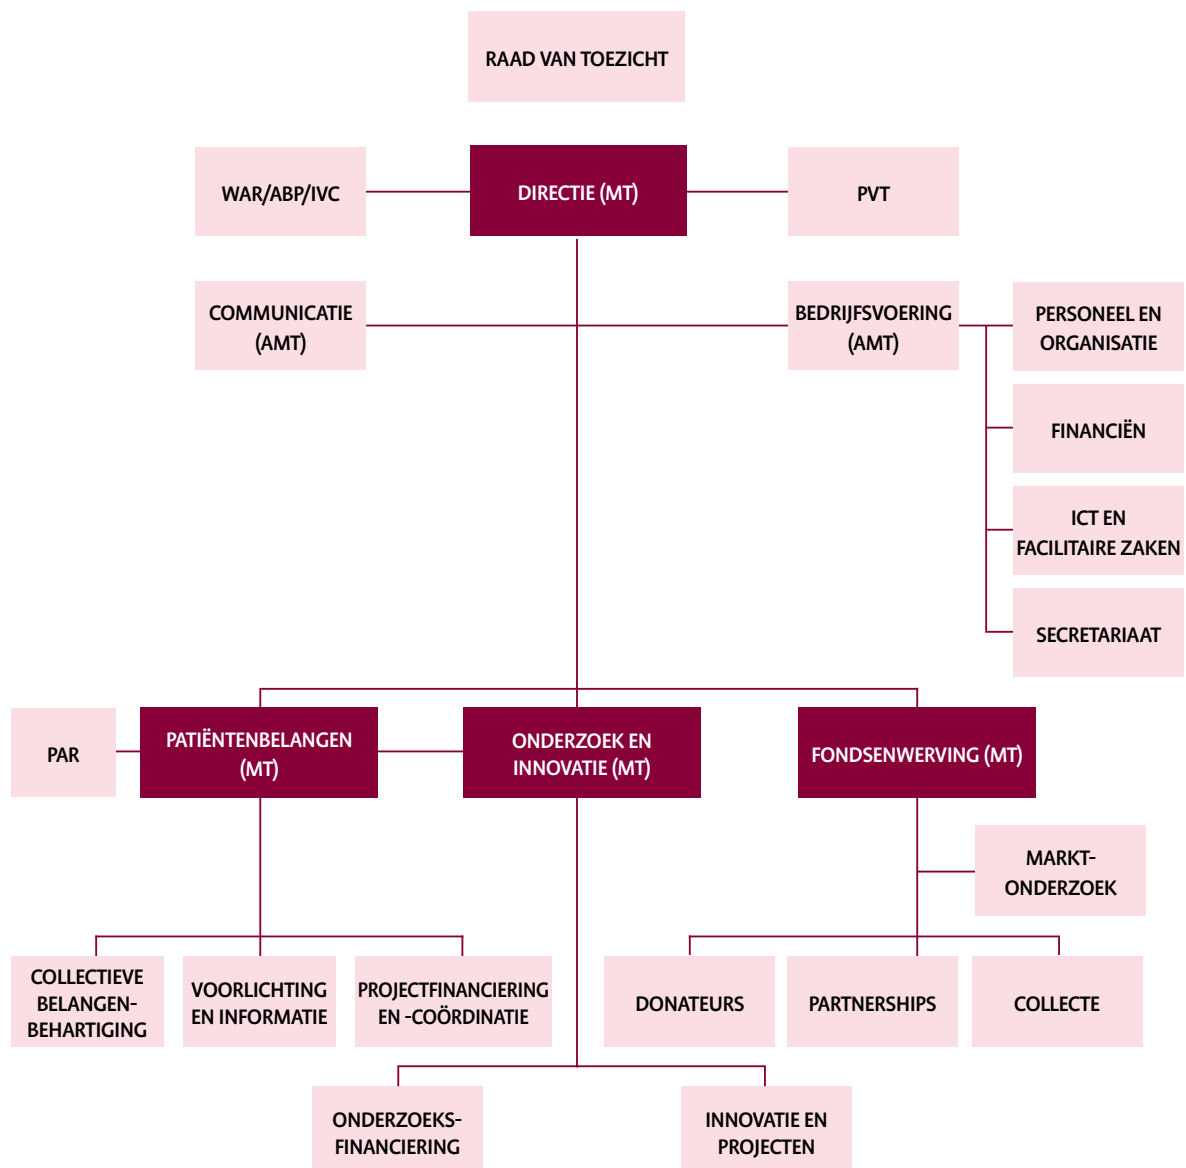 RAAD VAN TOEZICHT
WAR/ABP/IVC
DIRECTIE (MT)
PVT
COMMUNICATIE
(AMT)
BEDRIJFSVOERING
(AMT)
PERSONEEL EN
ORGANISATIE
FINANCIËN
ICT EN
FACILITAIRE ZAKEN
SECRETARIAAT
PAR
PATIËNTENBELANGEN
(MT)
ONDERZOEK EN
INNOVATIE (MT)
FONDSENWERVING (MT)
MARKT-
ONDERZOEK
COLLECTIEVE
BELANGEN-
BEHARTIGING
VOORLICHTING
EN INFORMATIE
PROJECTFINANCIERING
EN -COÖRDINATIE
DONATEURS
PARTNERSHIPS
COLLECTE
ONDERZOEKS-
FINANCIERING
INNOVATIE EN
PROJECTEN